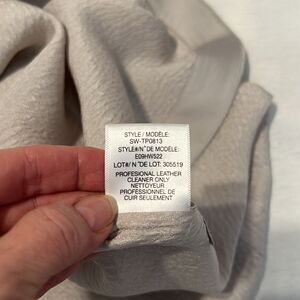 STYLE / MODÈLE:
SW-TP0813
STYLE#/N° DE MODÈLE:
E09HW522
LOT#/ N °DE LOT: 305519
PROFESIONAL LEATHER
CLEANER ONLY
NETTOYEUR
PROFESSIONNEL DE
CUIR SEULEMENT